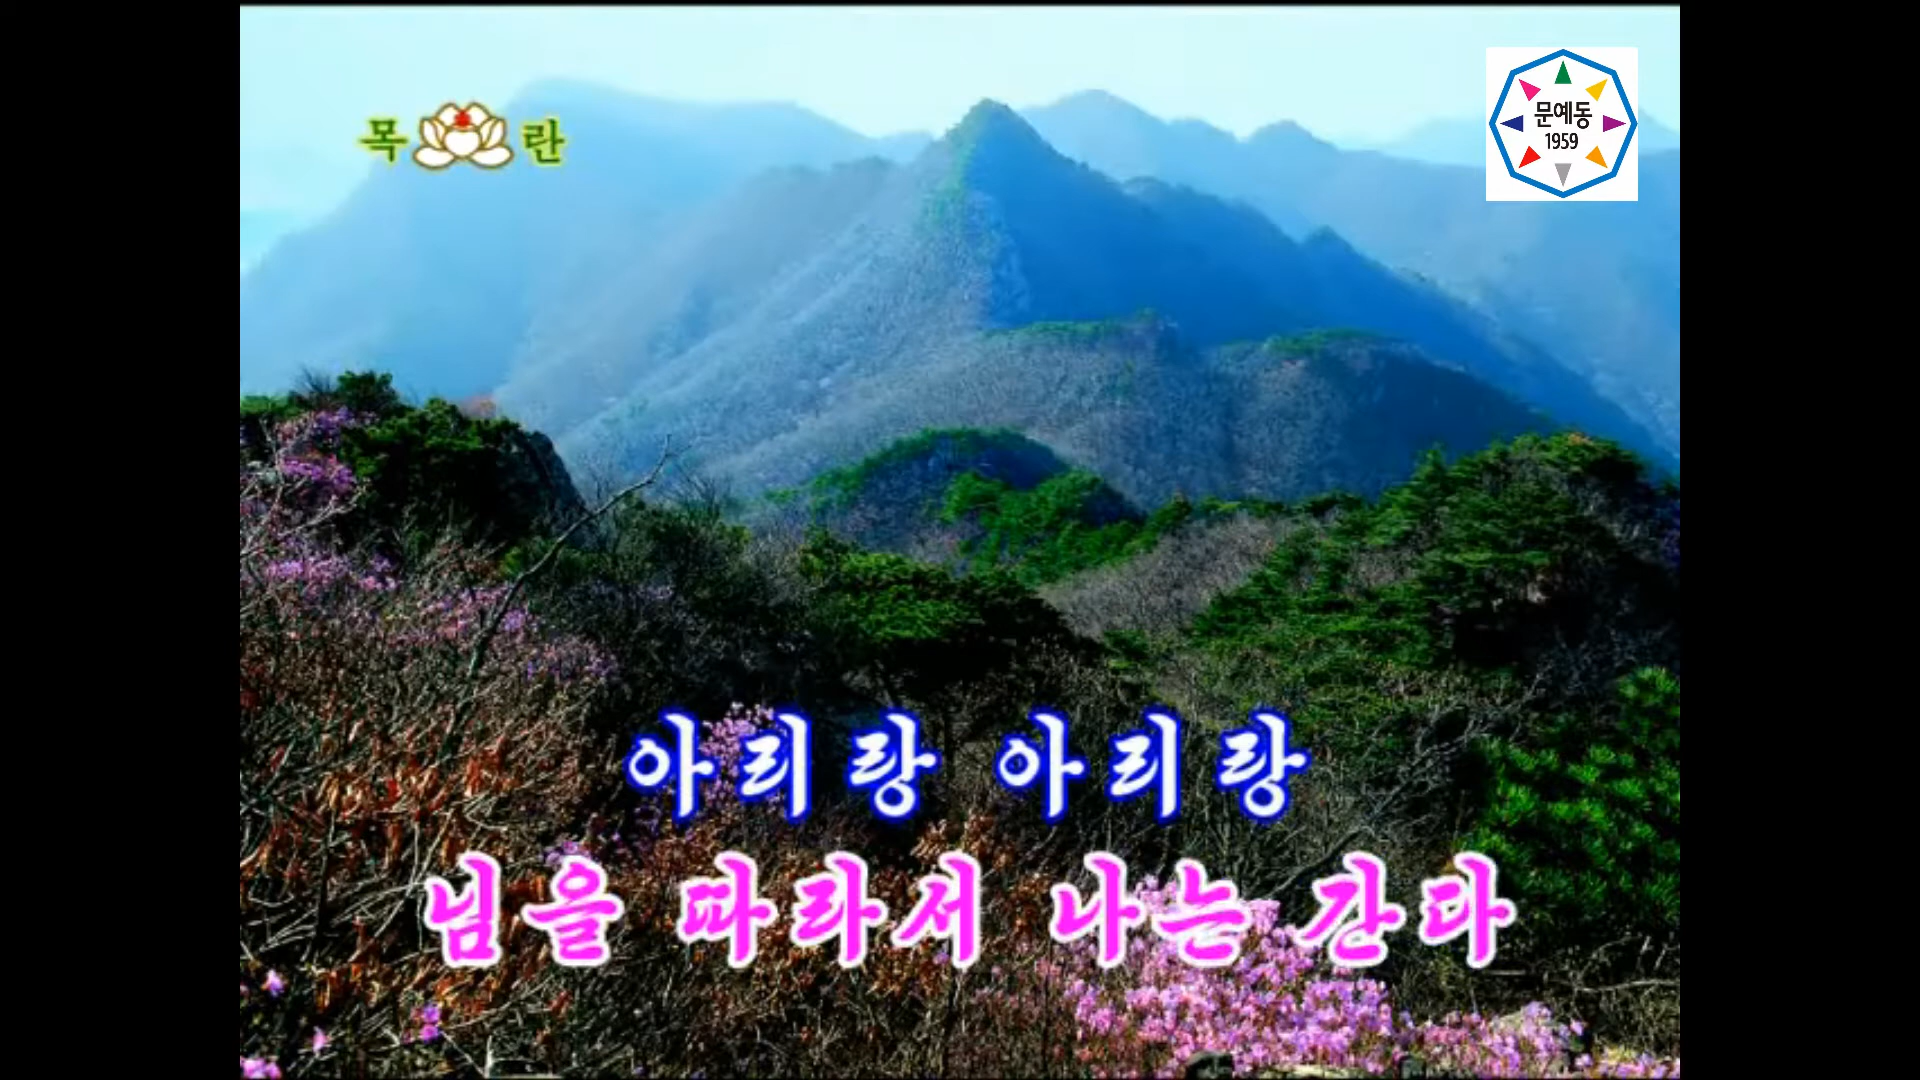 목란
문예동
1959
아리랑 아리랑
님을 따라서 나는 간다